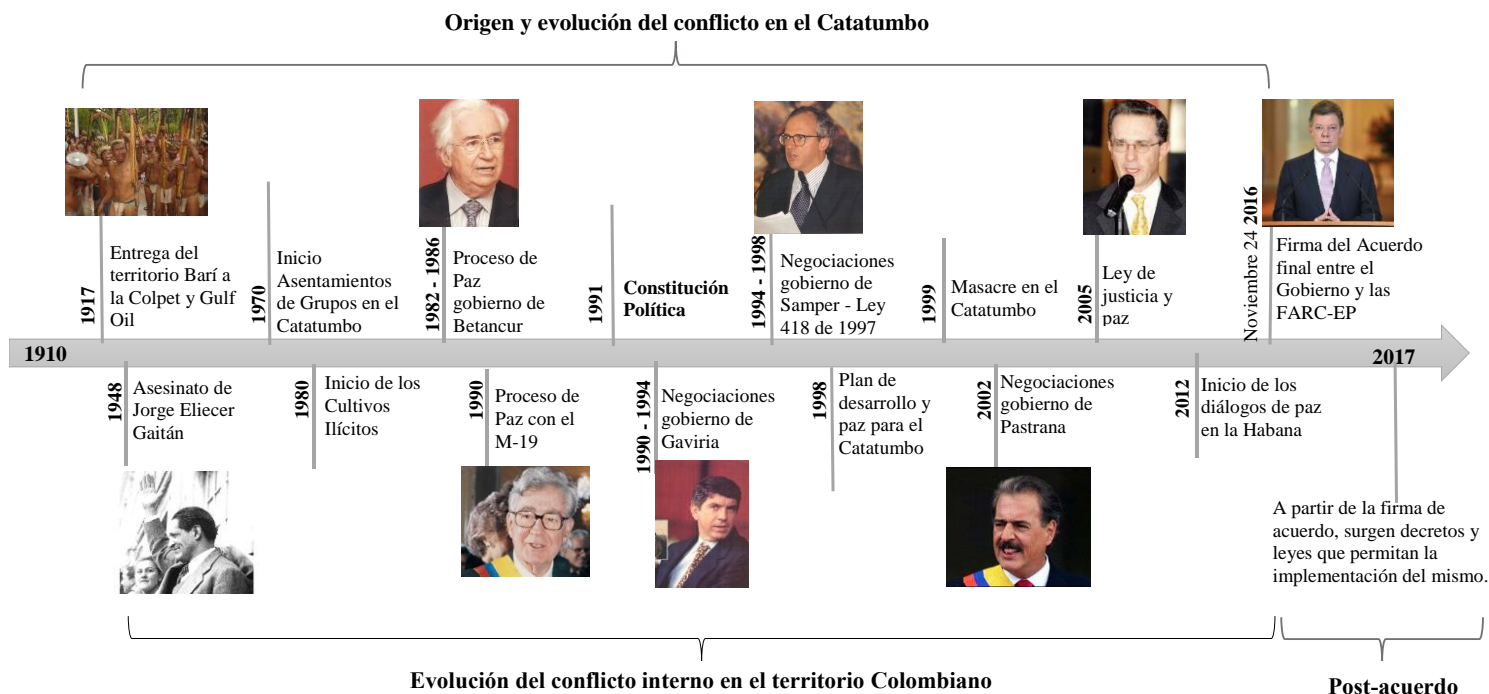 Origen y evolución del conflicto en el Catatumbo
1917
Entrega del
territorio Barí a
la Colpet y Gulf
Oil
1970
Inicio
Asentamientos
de Grupos en el
Catatumbo
1982 - 1986
Proceso de
Paz
gobierno de
Betancur
1991
Constitución
Política
1994 - 1998
Negociaciones
gobierno de
Samper - Ley
418 de 1997
1999
Masacre en el
Catatumbo
2005
Ley de
justicia y
paz
Noviembre 24 2016
Firma del Acuerdo
final entre el
Gobierno y las
FARC-EP
1910
2017
1948
Asesinato de
Jorge Eliecer
Gaitán
1980
Inicio de los
Cultivos
Ilícitos
1990
Proceso de
Paz con el
M-19
1990 - 1994
Negociaciones
gobierno de
Gaviria
1998
Plan de
desarrollo y
paz para el
Catatumbo
2002
Negociaciones
gobierno de
Pastrana
2012
Inicio de los
diálogos de paz
en la Habana
A partir de la firma de
acuerdo, surgen decretos y
leyes que permitan la
implementación del mismo.
Evolución del conflicto interno en el territorio Colombiano
Post-acuerdo